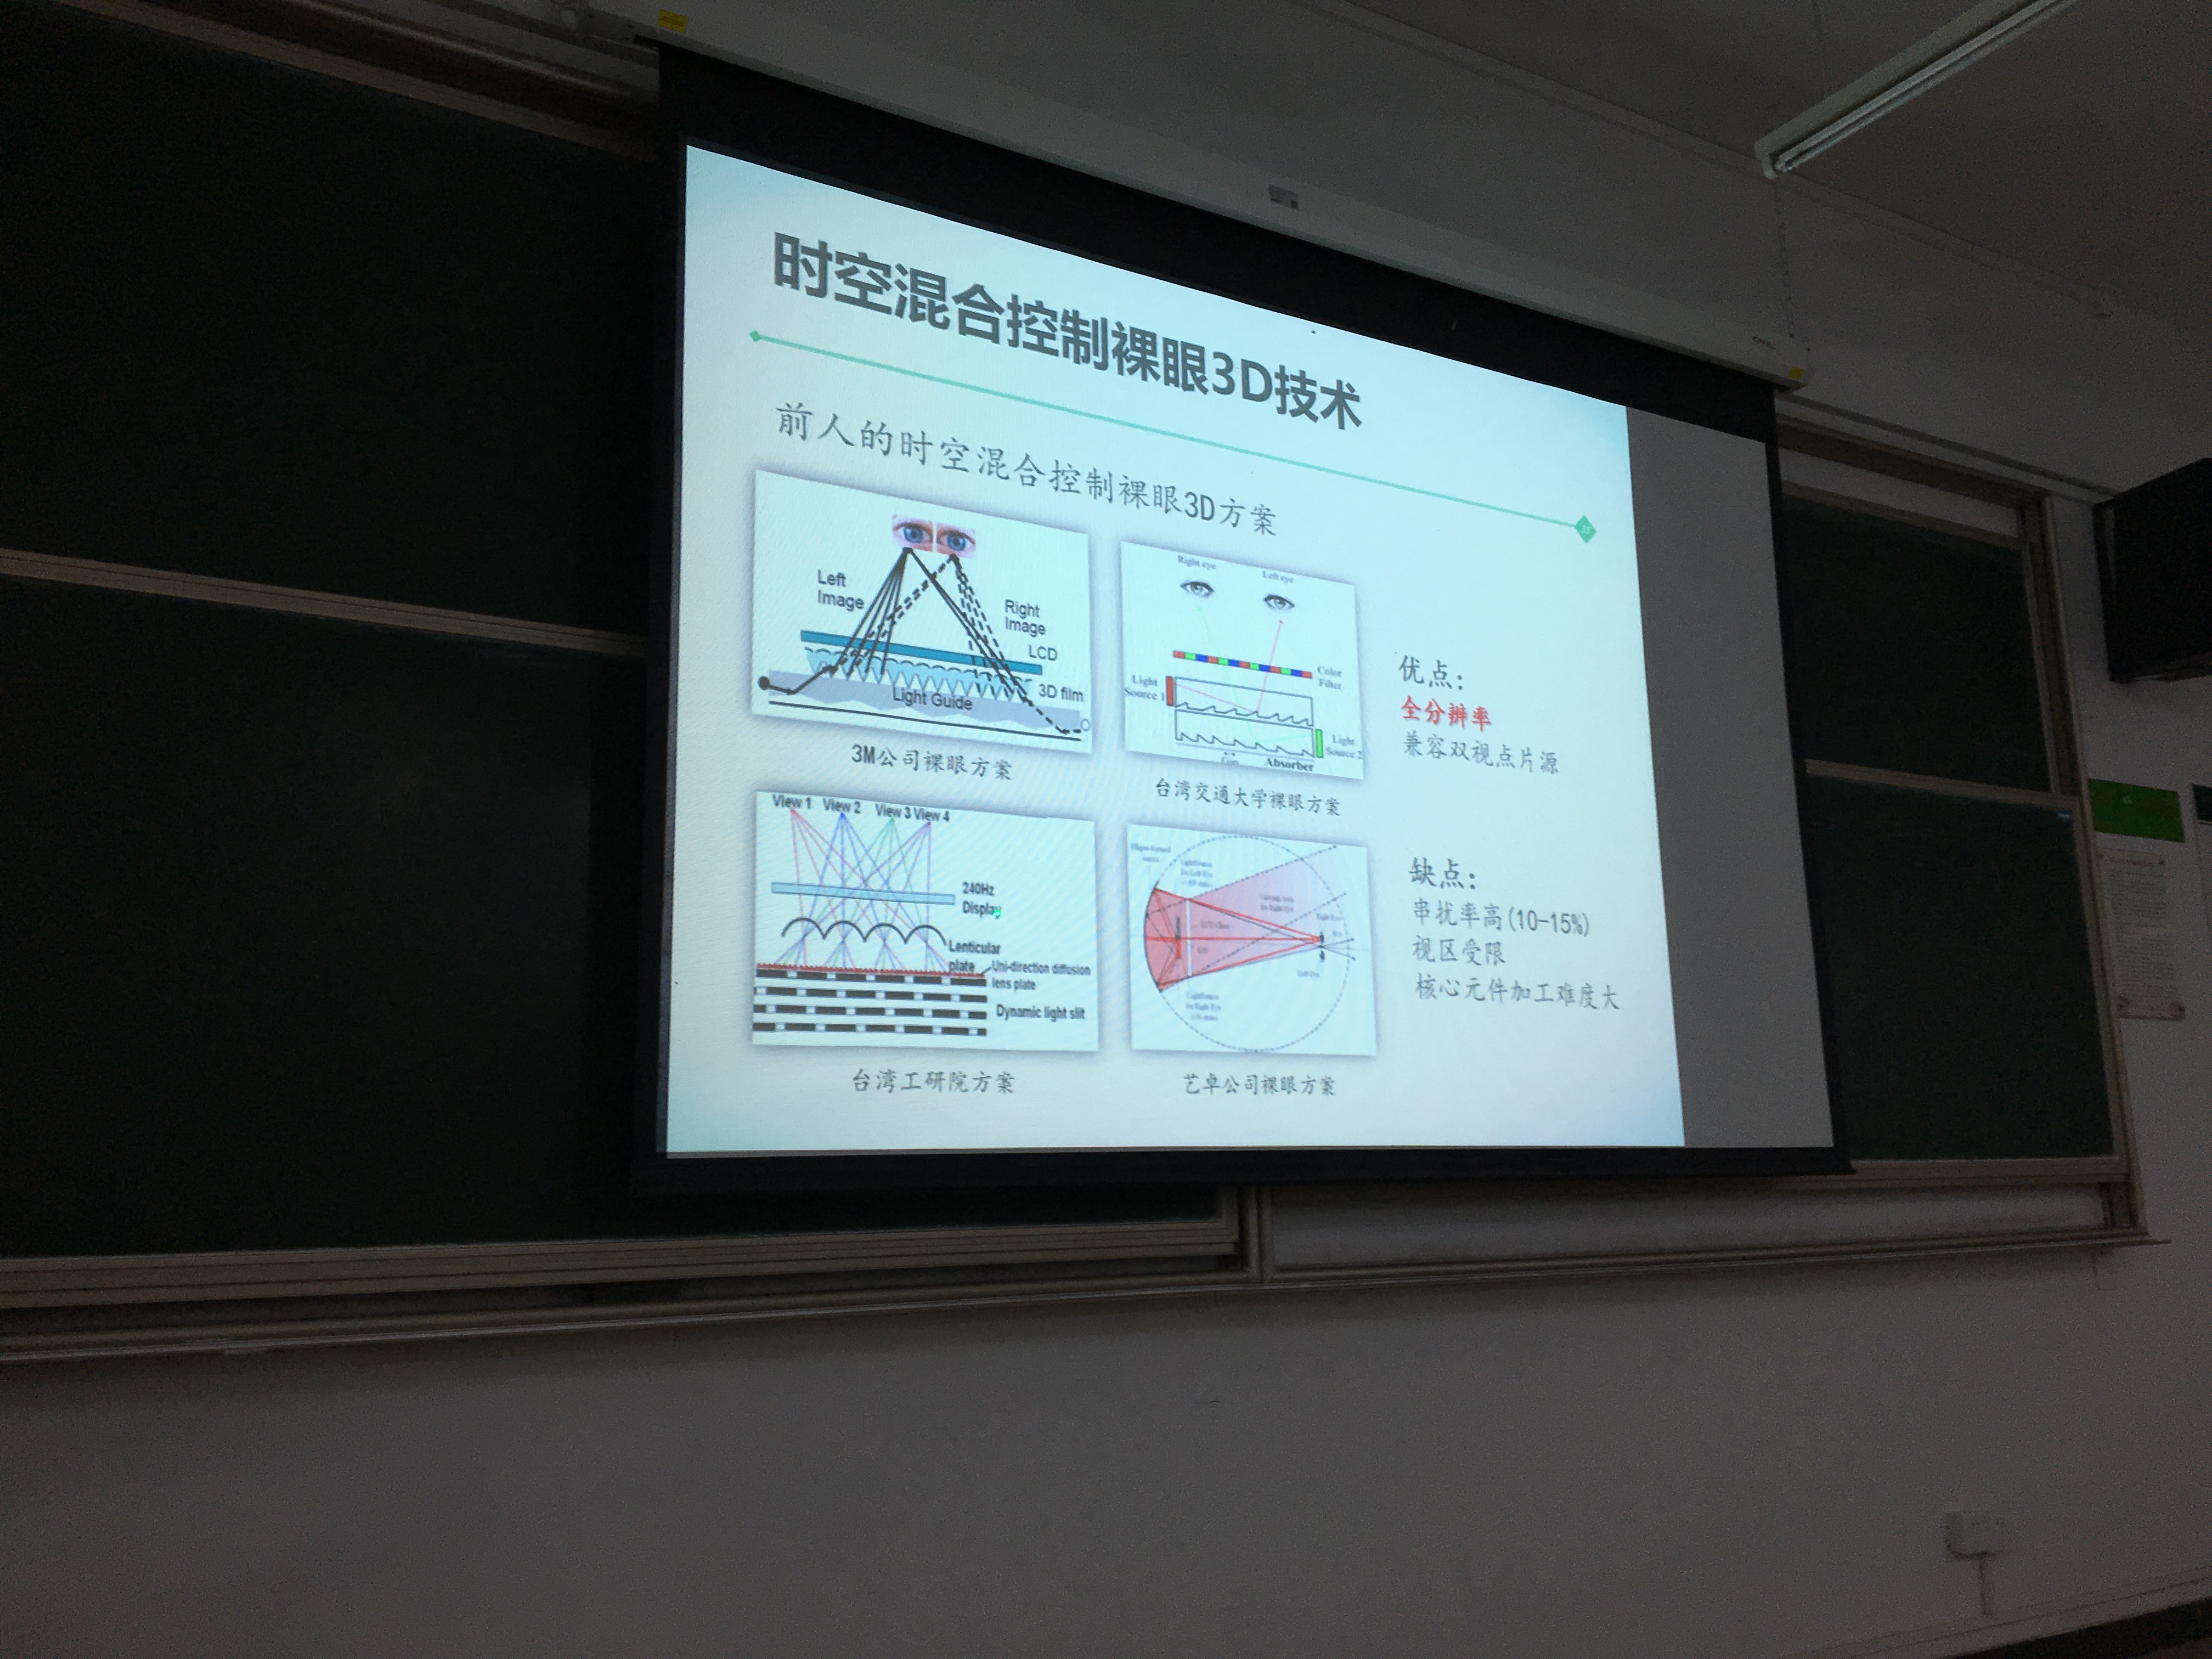 时空混合控制裸眼3D技术
前人的时空混合控制裸眼3D方案
Left
Image
Right
Image
LCD
3D film
Light Guide
3M公司裸眼方案
Right eye
Left eye
Color
Filter
Light
Source 1
Light
Source 2
Absorber
台湾交通大学裸眼方案
View 1 View 2 View 3 View 4
240Hz
Display
Lenticular
plate
Uni-direction diffusion
lens plate
Dynamic light slit
台湾工研院方案
艺卓公司裸眼方案
优点：
全分辨率
兼容双视点片源
缺点：
串扰率高(10-15%)
视区受限
核心元件加工难度大